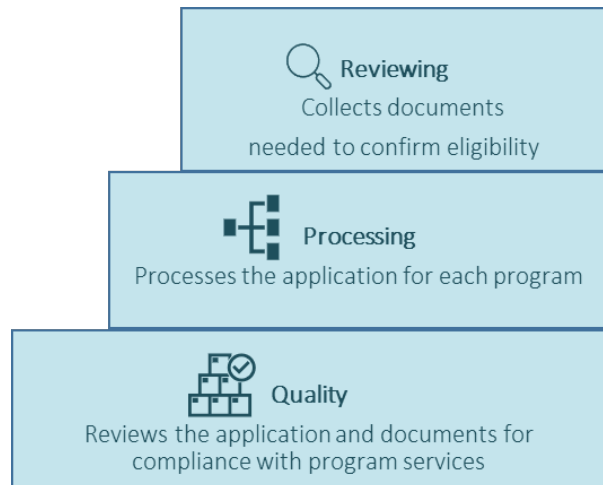 Reviewing
Collects documents
needed to confirm eligibility
Processing
Processes the application for each program
Quality
Reviews the application and documents for
compliance with program services